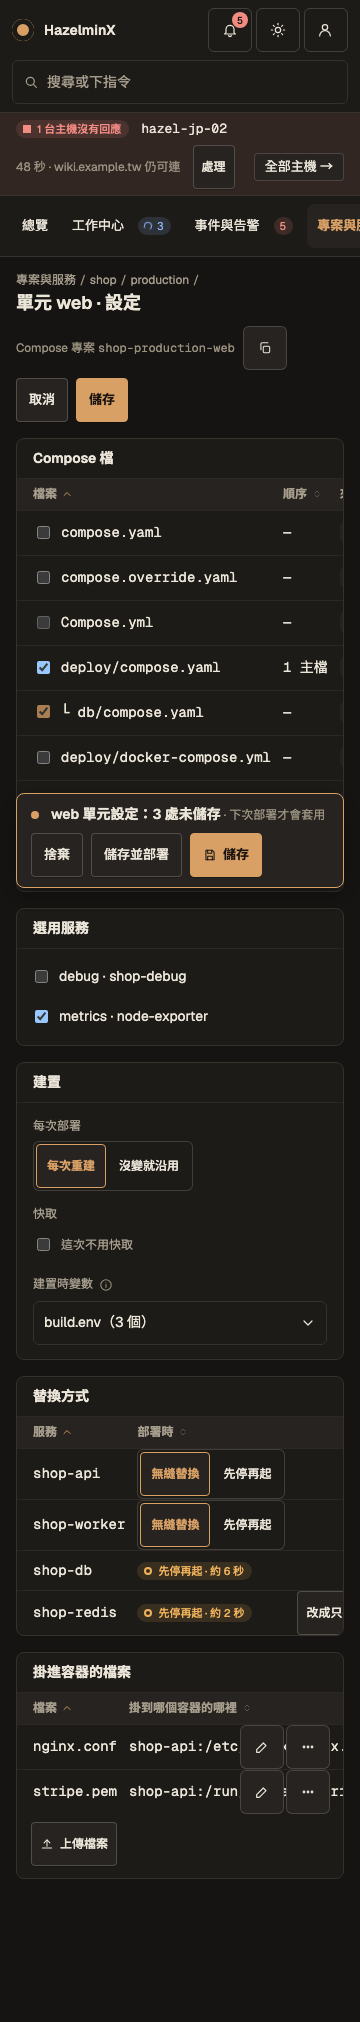 HazelminX
5
搜尋或下指令
1 台主機沒有回應 hazel-jp-02
48 秒 · wiki.example.tw 仍可連 處理 全部主機 →
總覽 工作中心 3 事件與告警 5 專案與
專案與服務 / shop / production /
單元 web · 設定
Compose 專案 shop-production-web
取消 儲存
Compose 檔
檔案 順序
compose.yaml —
compose.override.yaml —
Compose.yml —
deploy/compose.yaml 1 主檔
└ db/compose.yaml —
deploy/docker-compose.yml —
web 單元設定：3 處未儲存 · 下次部署才會套用
捨棄 儲存並部署 儲存
選用服務
debug · shop-debug
metrics · node-exporter
建置
每次部署
每次重建 沒變就沿用
快取
這次不用快取
建置時變數
build.env（3 個）
替換方式
服務 部署時
shop-api 無縫替換 先停再起
shop-worker 無縫替換 先停再起
shop-db 先停再起 · 約 6 秒
shop-redis 先停再起 · 約 2 秒 改成只
掛進容器的檔案
檔案 掛到哪個容器的哪裡
nginx.conf shop-api:/etc
stripe.pem shop-api:/run
上傳檔案